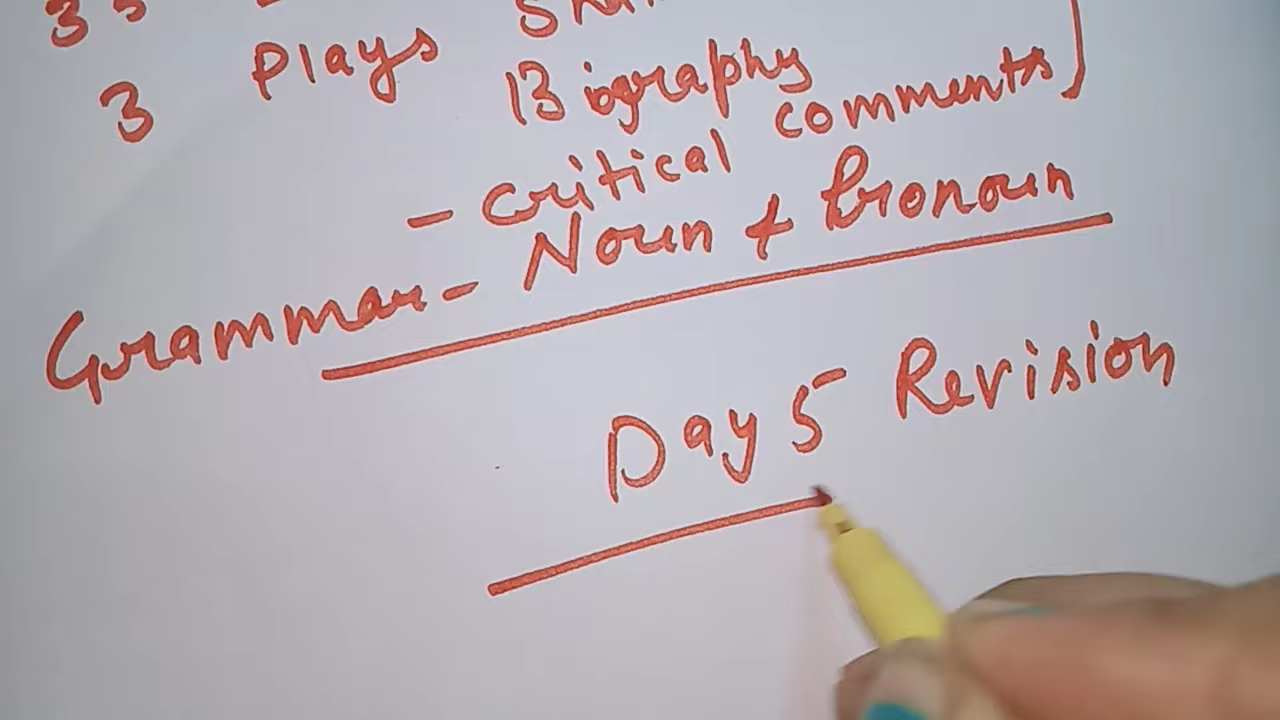 3 Plays
Biography
- critical comments
Grammar - Noun & Pronoun
Day 5 Revision